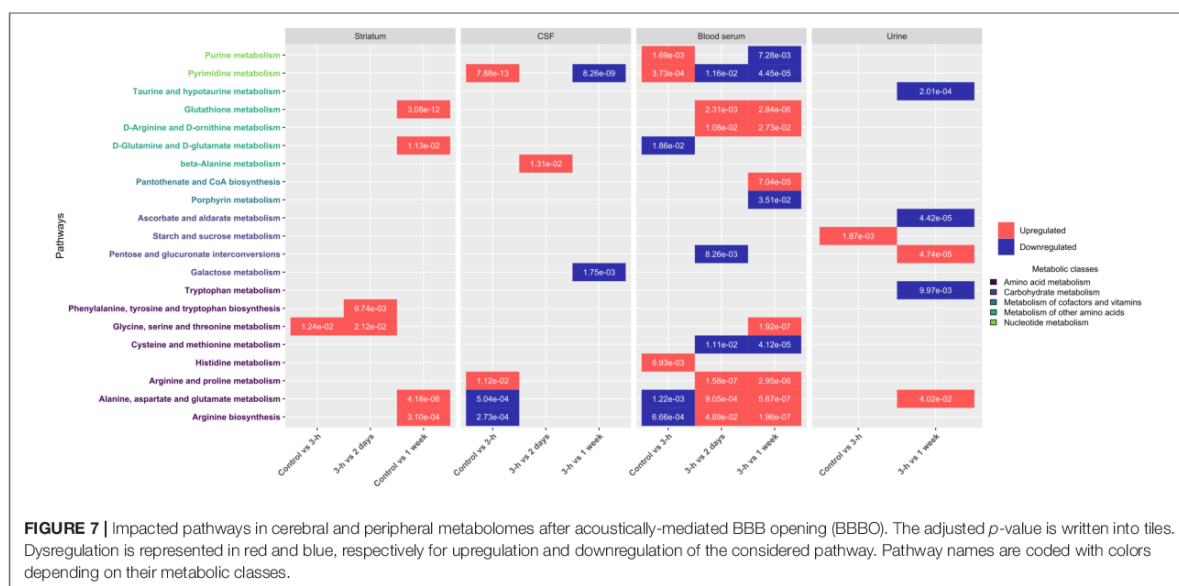 Striatum CSF Blood serum Urine
Pathways
Purine metabolism 1.69e-03 7.28e-03
Pyrimidine metabolism 7.88e-13 8.26e-09 3.73e-04 1.16e-02 4.45e-05
Taurine and hypotaurine metabolism 2.01e-04
Glutathione metabolism 3.08e-12 2.31e-03 2.84e-06
D-Arginine and D-ornithine metabolism 1.08e-02 2.73e-02
D-Glutamine and D-glutamate metabolism 1.13e-02 1.86e-02
beta-Alanine metabolism 1.31e-02
Pantothenate and CoA biosynthesis 7.04e-05
Porphyrin metabolism 3.51e-02
Ascorbate and aldarate metabolism 4.42e-05
Starch and sucrose metabolism 1.87e-03
Pentose and glucuronate interconversions 8.26e-03 4.74e-05
Galactose metabolism 1.75e-03
Tryptophan metabolism 9.97e-03
Phenylalanine, tyrosine and tryptophan biosynthesis 9.74e-03
Glycine, serine and threonine metabolism 1.24e-02 2.12e-02 1.92e-07
Cysteine and methionine metabolism 1.11e-02 4.12e-05
Histidine metabolism 5.93e-03
Arginine and proline metabolism 1.12e-02 1.58e-07 2.95e-06
Alanine, aspartate and glutamate metabolism 4.18e-06 5.04e-04 1.22e-03 9.05e-04 5.67e-07 4.02e-02
Arginine biosynthesis 3.10e-04 2.73e-04 6.66e-04 4.89e-02 1.96e-07
Control vs 3-h 3-h vs 2 days Control vs 1 week Control vs 3-h 3-h vs 2 days 3-h vs 1 week Control vs 3-h 3-h vs 2 days 3-h vs 1 week Control vs 3-h 3-h vs 1 week
Upregulated
Downregulated
Metabolic classes
Amino acid metabolism
Carbohydrate metabolism
Metabolism of cofactors and vitamins
Metabolism of other amino acids
Nucleotide metabolism
FIGURE 7 | Impacted pathways in cerebral and peripheral metabolomes after acoustically-mediated BBB opening (BBBO). The adjusted p-value is written into tiles.
Dysregulation is represented in red and blue, respectively for upregulation and downregulation of the considered pathway. Pathway names are coded with colors
depending on their metabolic classes.